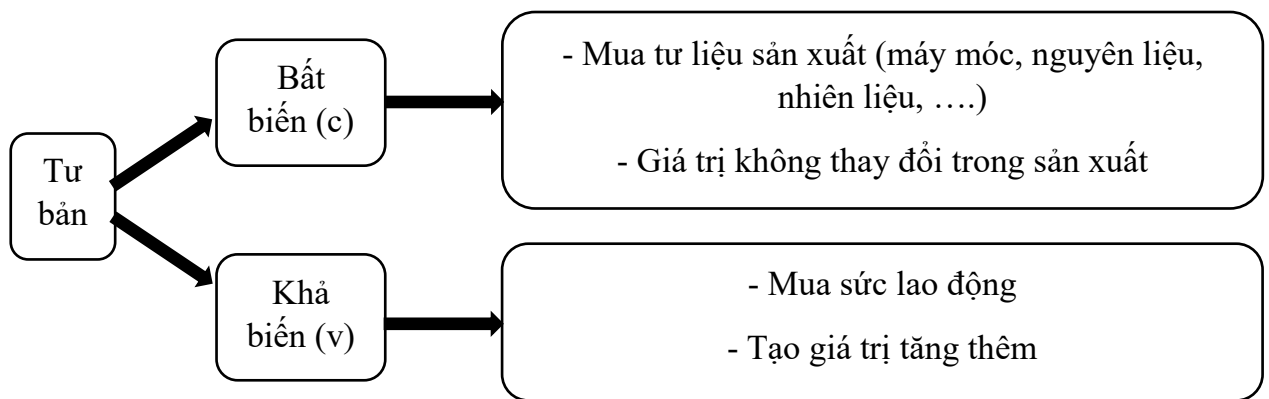 Tư
bản
Bất
biến (c)
- Mua tư liệu sản xuất (máy móc, nguyên liệu,
nhiên liệu, ….)
- Giá trị không thay đổi trong sản xuất
Khả
biến (v)
- Mua sức lao động
- Tạo giá trị tăng thêm